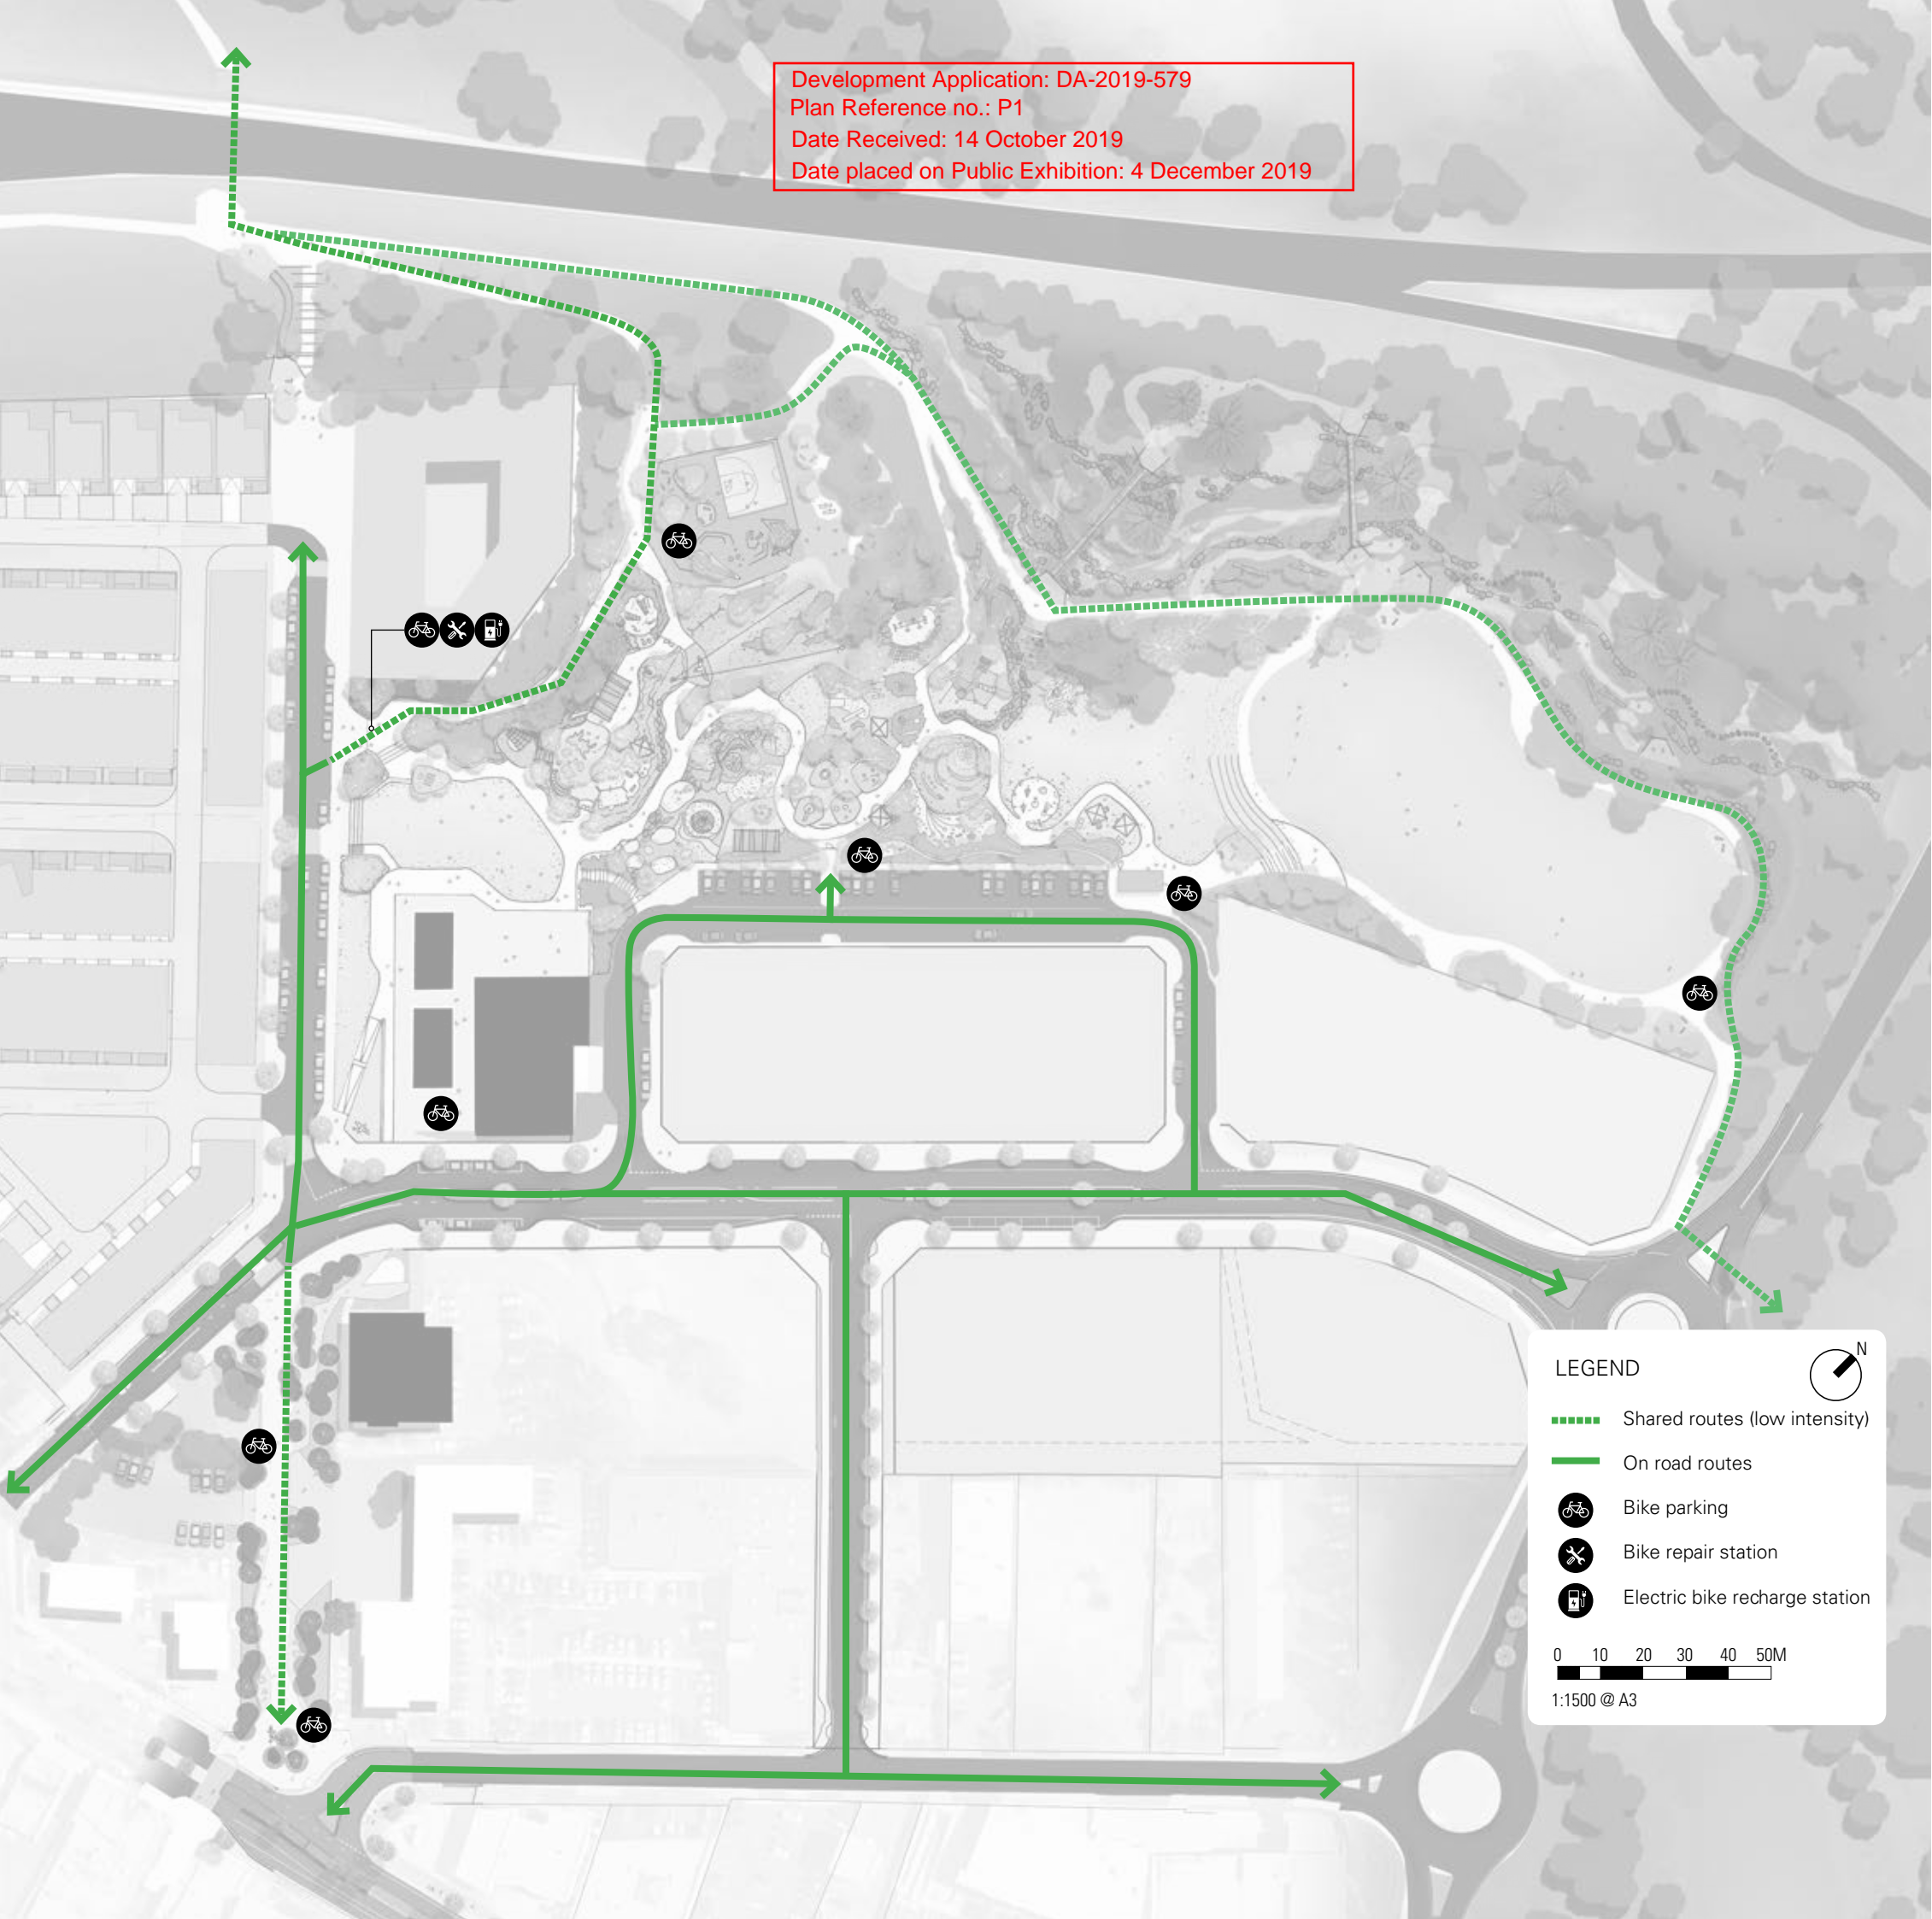 Development Application: DA-2019-579
Plan Reference no.: P1
Date Received: 14 October 2019
Date placed on Public Exhibition: 4 December 2019
LEGEND
N
Shared routes (low intensity)
On road routes
Bike parking
Bike repair station
Electric bike recharge station
0 10 20 30 40 50M
1:1500 @ A3